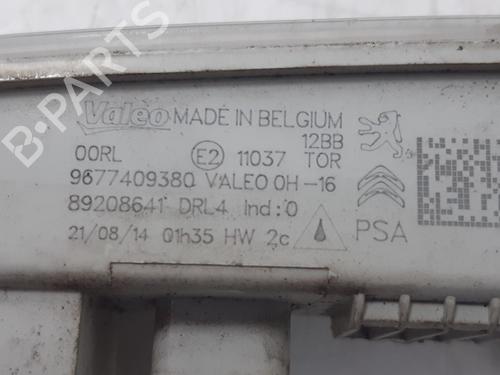 Valeo MADE IN BELGIUM
12BB
00RL E2 11037 TOR
9677409380 VALEO 0H-16
89208641 DRL4 Ind:0
21/08/14 01h35 HW 2c PSA
B-PARTS